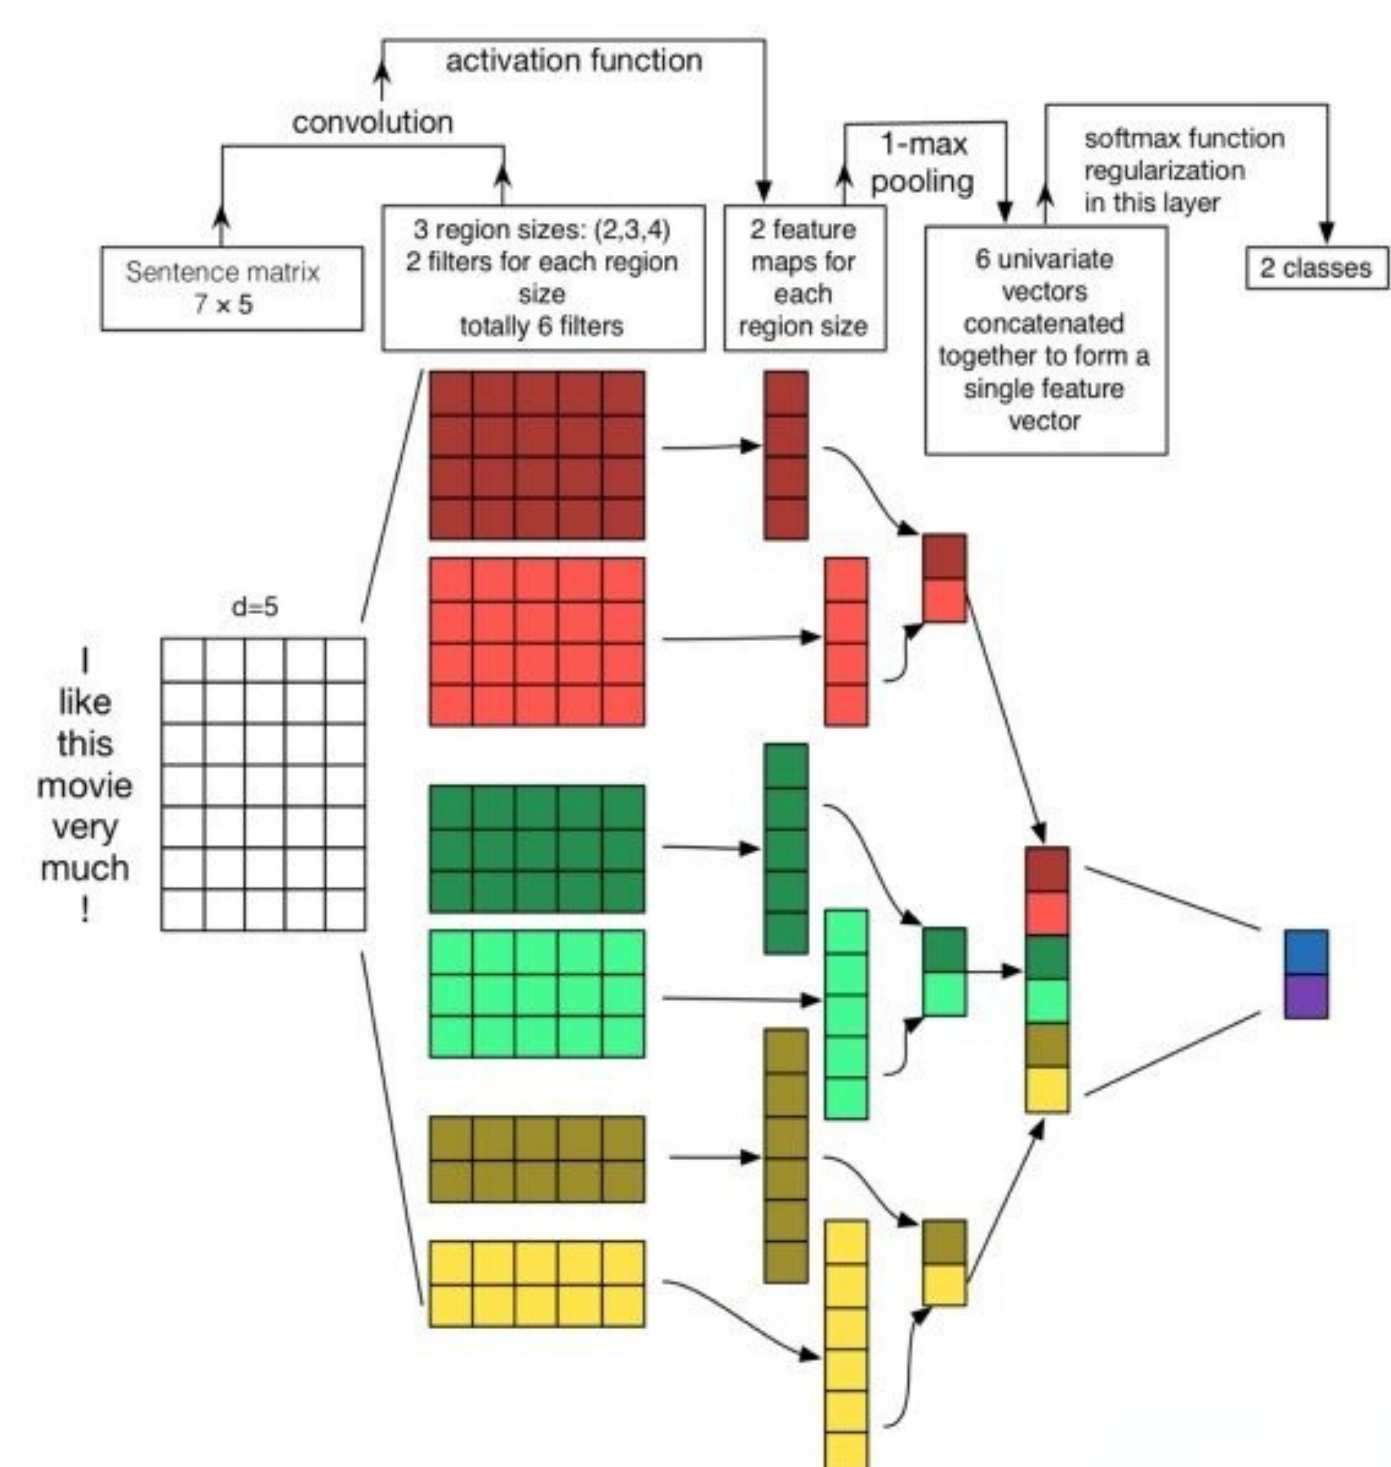 activation function
convolution
1-max
pooling
softmax function
regularization
in this layer
Sentence matrix
7 × 5
3 region sizes: (2,3,4)
2 filters for each region
size
totally 6 filters
2 feature
maps for
each
region size
6 univariate
vectors
concatenated
together to form a
single feature
vector
2 classes
d=5
I
like
this
movie
very
much
!